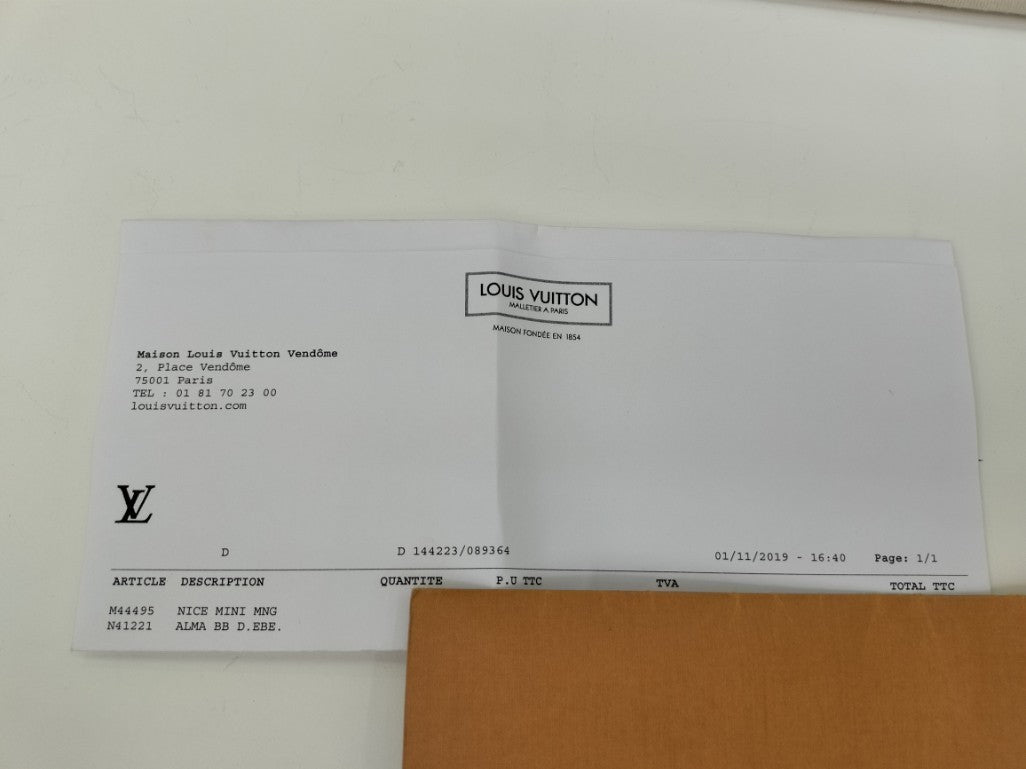 LOUIS VUITTON
MALLETIER A PARIS
MAISON FONDÉE EN 1854
Maison Louis Vuitton Vendôme
2, Place Vendôme
75001 Paris
TEL : 01 81 70 23 00
louisvuitton.com
LV
D D 144223/089364 01/11/2019 - 16:40 Page: 1/1
ARTICLE DESCRIPTION QUANTITE P.U TTC TVA TOTAL TTC
M44495 NICE MINI MNG
N41221 ALMA BB D.EBE.